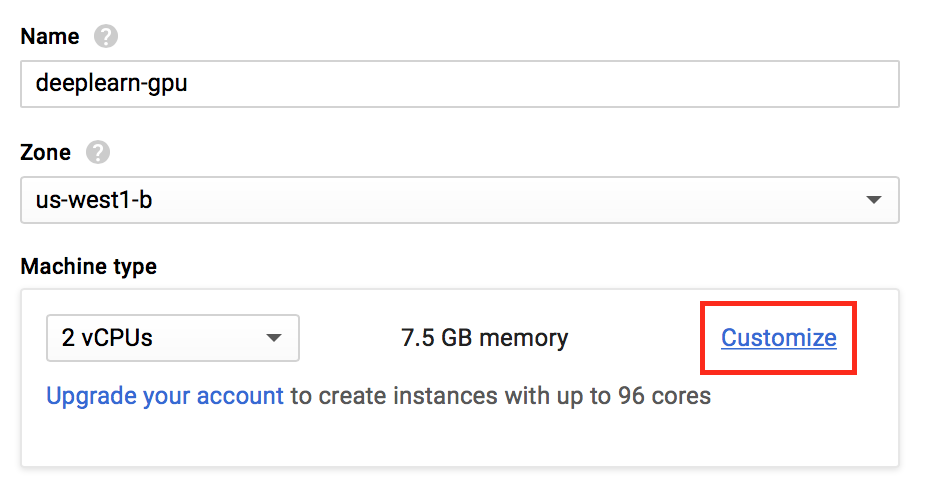 Name ?
deeplearn-gpu
Zone ?
us-west1-b
Machine type
2 vCPUs 7.5 GB memory Customize
Upgrade your account to create instances with up to 96 cores